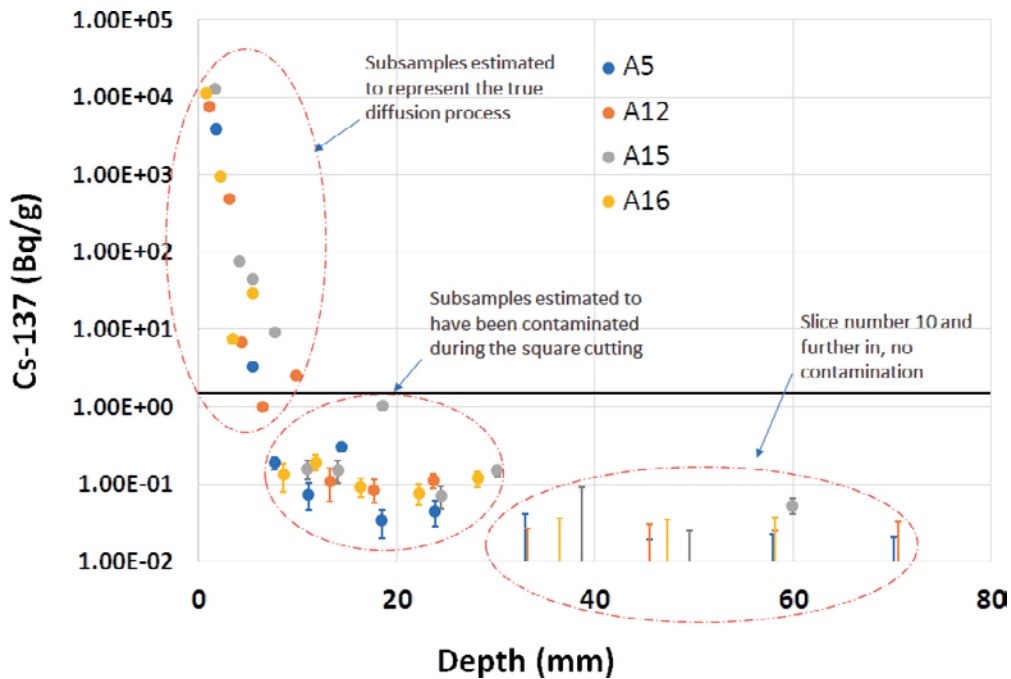 1.00E+05
1.00E+04
1.00E+03
1.00E+02
1.00E+01
1.00E+00
1.00E-01
1.00E-02
Cs-137 (Bq/g)
0
20
40
60
80
Depth (mm)
Subsamples estimated
to represent the true
diffusion process
A5
A12
A15
A16
Subsamples estimated to
have been contaminated
during the square cutting
Slice number 10 and
further in, no
contamination